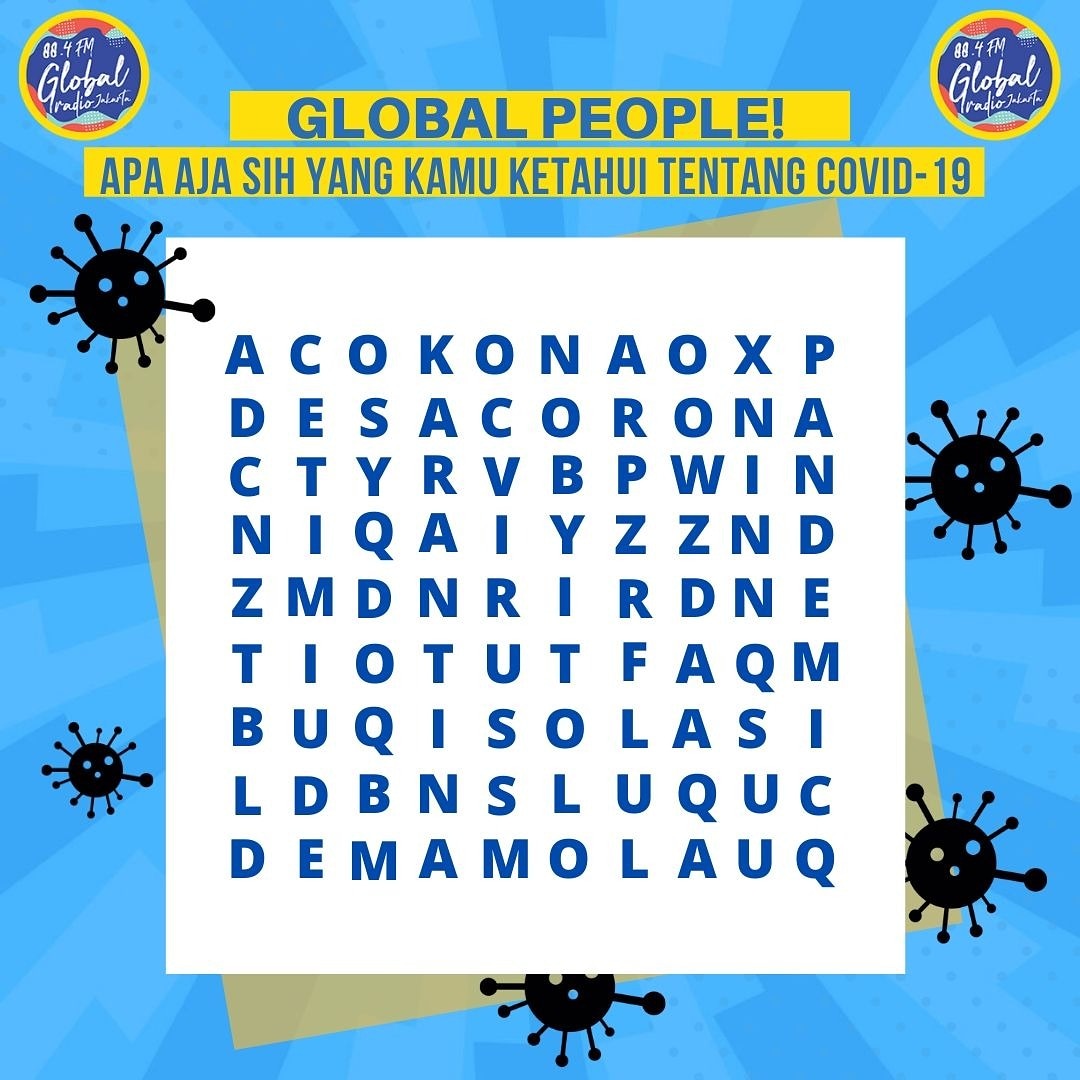 88.4 FM
Global
radio Jakarta
88.4 FM
Global
radio Jakarta
GLOBAL PEOPLE!
APA AJA SIH YANG KAMU KETAHUI TENTANG COVID-19
A C O K O N A O X P
D E S A C O R O N A
C T Y R V B P W I N
N I Q A I Y Z Z N D
Z M D N R I R D N E
T I O T U T F A Q M
B U Q I S O L A S I
L D B N S L U Q U C
D E M A M O L A U Q